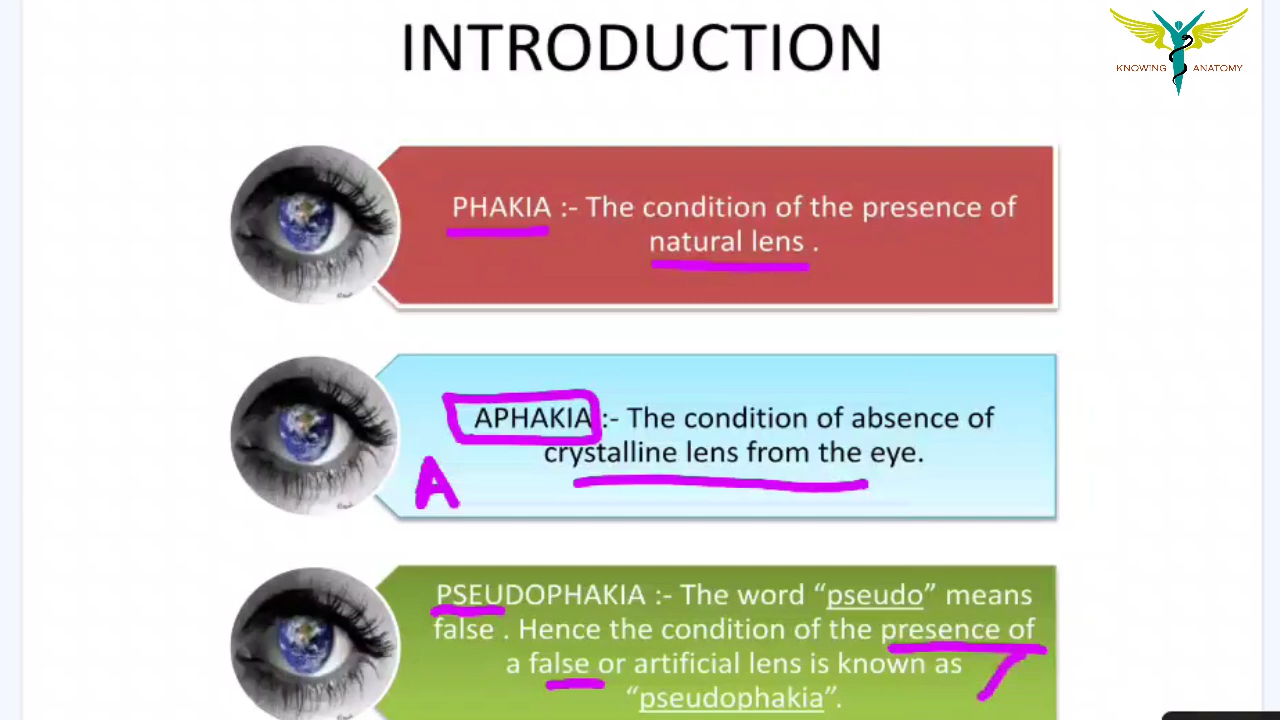 INTRODUCTION
KNOWING ANATOMY
PHAKIA :- The condition of the presence of
natural lens .
APHAKIA :- The condition of absence of
crystalline lens from the eye.
A
PSEUDOPHAKIA :- The word “pseudo” means
false . Hence the condition of the presence of
a false or artificial lens is known as
“pseudophakia”.